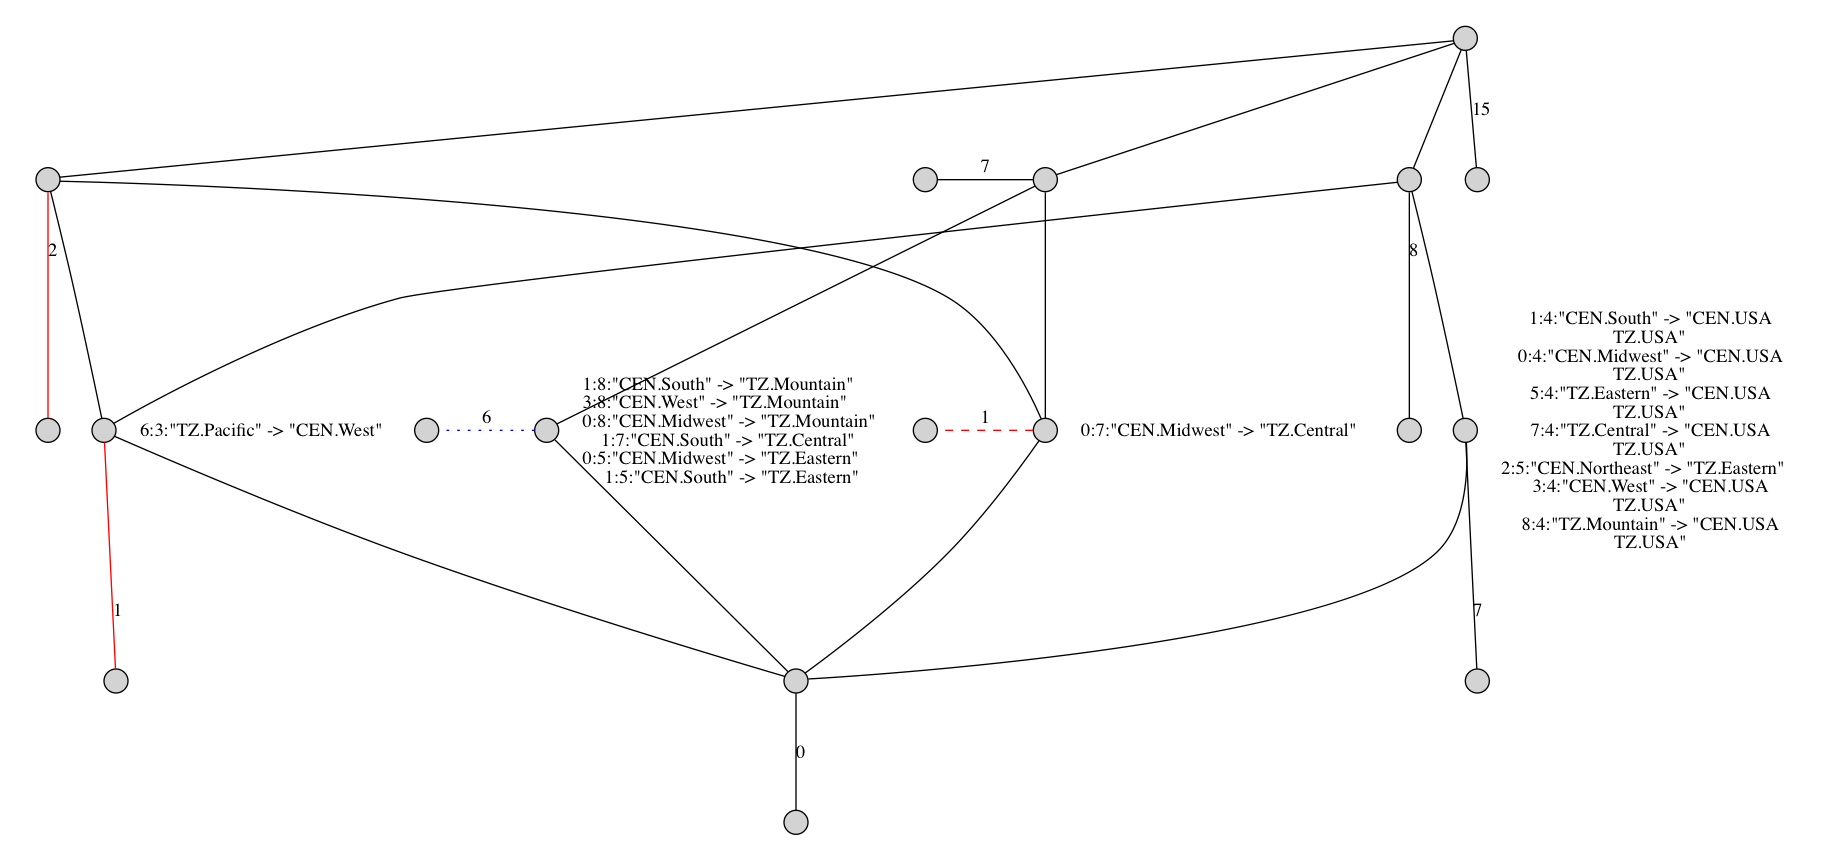 15
7
2
8
1:4:"CEN.South" -> "CEN.USA
TZ.USA"
0:4:"CEN.Midwest" -> "CEN.USA
TZ.USA"
5:4:"TZ.Eastern" -> "CEN.USA
TZ.USA"
7:4:"TZ.Central" -> "CEN.USA
TZ.USA"
2:5:"CEN.Northeast" -> "TZ.Eastern"
3:4:"CEN.West" -> "CEN.USA
TZ.USA"
8:4:"TZ.Mountain" -> "CEN.USA
TZ.USA"
6:3:"TZ.Pacific" -> "CEN.West"
6
1:8:"CEN.South" -> "TZ.Mountain"
3:8:"CEN.West" -> "TZ.Mountain"
0:8:"CEN.Midwest" -> "TZ.Mountain"
1:7:"CEN.South" -> "TZ.Central"
0:5:"CEN.Midwest" -> "TZ.Eastern"
1:5:"CEN.South" -> "TZ.Eastern"
1
0:7:"CEN.Midwest" -> "TZ.Central"
1
7
0